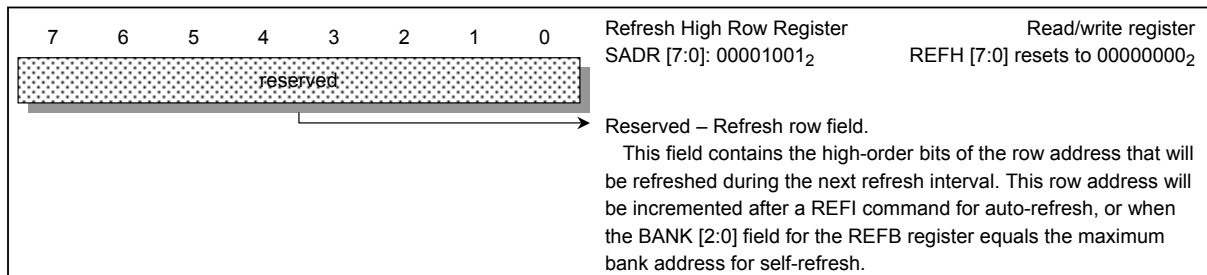 7 6 5 4 3 2 1 0
reserved
Refresh High Row Register Read/write register
SADR [7:0]: 00001001₂ REFH [7:0] resets to 00000000₂
Reserved – Refresh row field.
This field contains the high-order bits of the row address that will
be refreshed during the next refresh interval. This row address will
be incremented after a REFI command for auto-refresh, or when
the BANK [2:0] field for the REFB register equals the maximum
bank address for self-refresh.